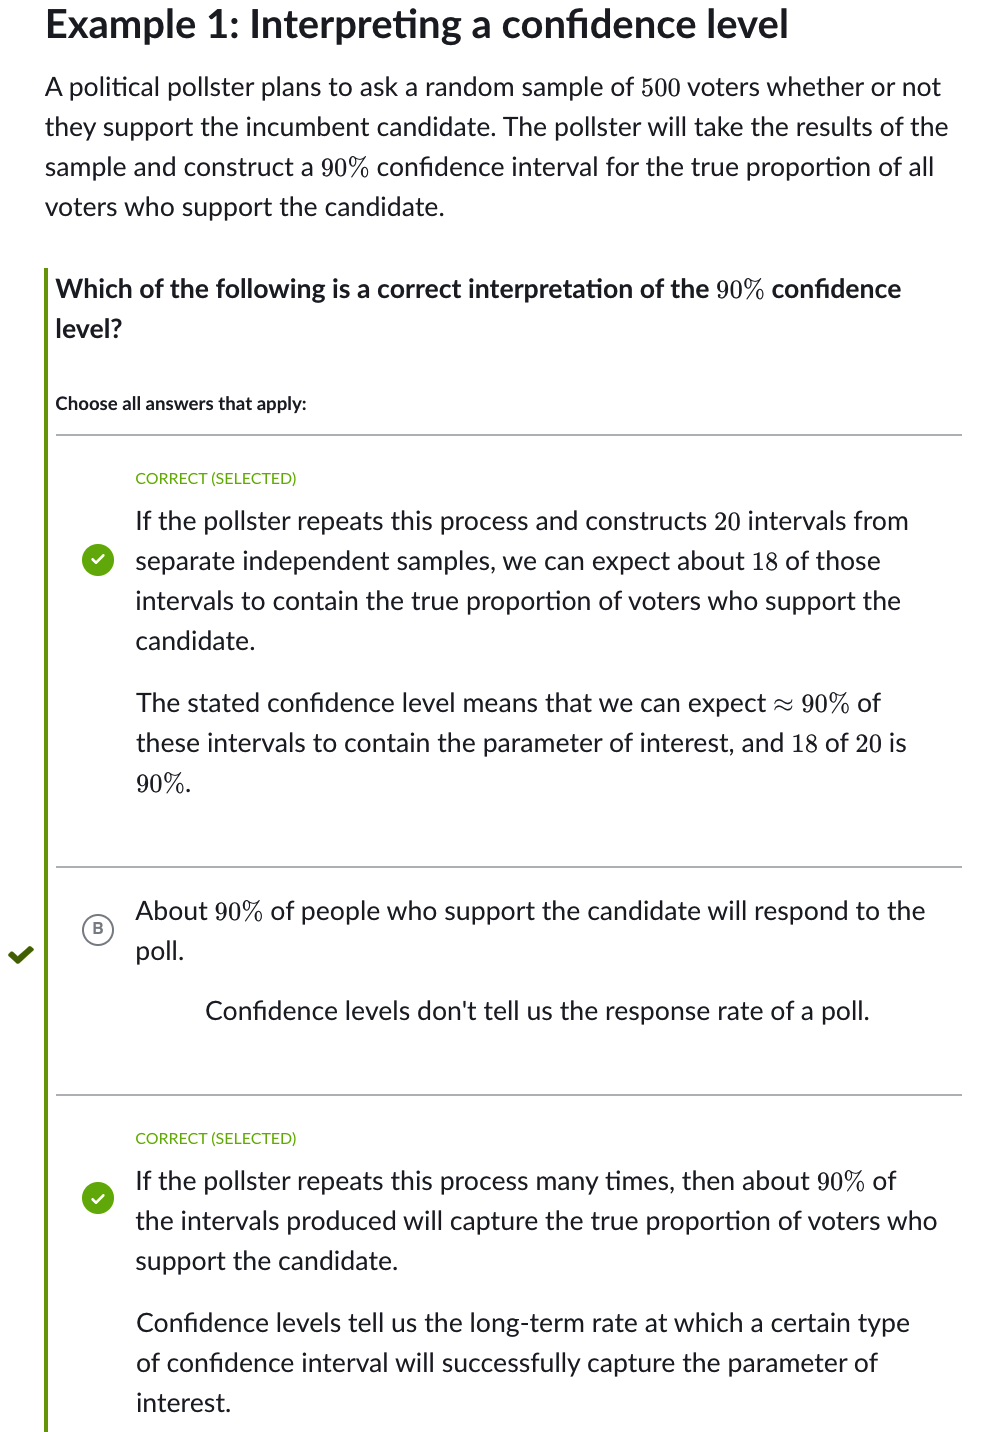 Example 1: Interpreting a confidence level
A political pollster plans to ask a random sample of 500 voters whether or not
they support the incumbent candidate. The pollster will take the results of the
sample and construct a 90% confidence interval for the true proportion of all
voters who support the candidate.
Which of the following is a correct interpretation of the 90% confidence
level?
Choose all answers that apply:
CORRECT (SELECTED)
If the pollster repeats this process and constructs 20 intervals from
separate independent samples, we can expect about 18 of those
intervals to contain the true proportion of voters who support the
candidate.
The stated confidence level means that we can expect ≈ 90% of
these intervals to contain the parameter of interest, and 18 of 20 is
90%.
B
About 90% of people who support the candidate will respond to the
poll.
Confidence levels don't tell us the response rate of a poll.
CORRECT (SELECTED)
If the pollster repeats this process many times, then about 90% of
the intervals produced will capture the true proportion of voters who
support the candidate.
Confidence levels tell us the long-term rate at which a certain type
of confidence interval will successfully capture the parameter of
interest.